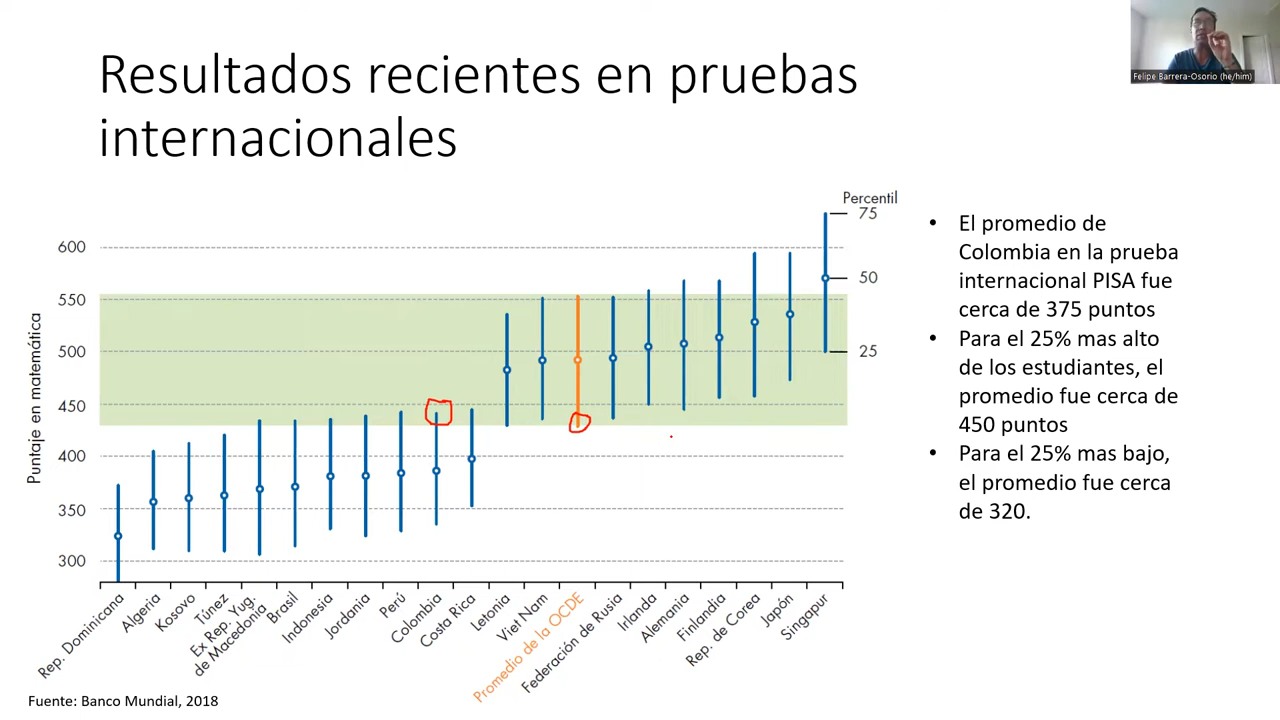 Resultados recientes en pruebas
internacionales
Felipe Barrera-Osorio (he/him)
Percentil
75
50
25
Puntaje en matemática
600
550
500
450
400
350
300
Rep. Dominicana
Algeria
Kosovo
Túnez
Ex Rep. Yug.
de Macedonia
Brasil
Indonesia
Jordania
Perú
Colombia
Costa Rica
Letonia
Viet Nam
Promedio de la OCDE
Federación de Rusia
Irlanda
Alemania
Finlandia
Rep. de Corea
Japón
Singapur
• El promedio de
Colombia en la prueba
internacional PISA fue
cerca de 375 puntos
• Para el 25% mas alto
de los estudiantes, el
promedio fue cerca de
450 puntos
• Para el 25% mas bajo,
el promedio fue cerca
de 320.
Fuente: Banco Mundial, 2018